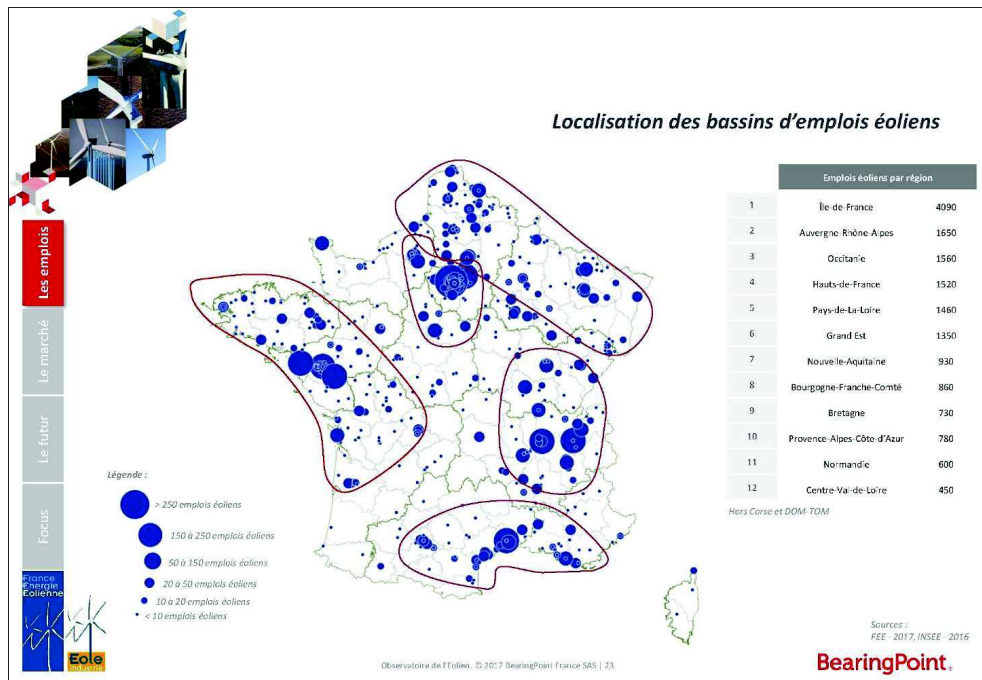 Localisation des bassins d'emplois éoliens
Les emplois
Le marché
Le futur
Focus
Emplois éoliens par région
1 Île-de-France 4090
2 Auvergne-Rhône-Alpes 1650
3 Occitanie 1560
4 Hauts-de-France 1520
5 Pays-de-La-Loire 1460
6 Grand Est 1350
7 Nouvelle-Aquitaine 930
8 Bourgogne-Franche-Comté 860
9 Bretagne 730
10 Provence-Alpes-Côte-d'Azur 780
11 Normandie 600
12 Centre-Val-de-Loire 450
Hors Corse et DOM-TOM
Légende :
> 250 emplois éoliens
150 à 250 emplois éoliens
50 à 150 emplois éoliens
20 à 50 emplois éoliens
10 à 20 emplois éoliens
< 10 emplois éoliens
France
Energie
Eolienne
Eole
Industrie
Sources :
FEE - 2017, INSEE - 2016
Observatoire de l'Eolien. © 2017 BearingPoint France SAS | 23
BearingPoint®